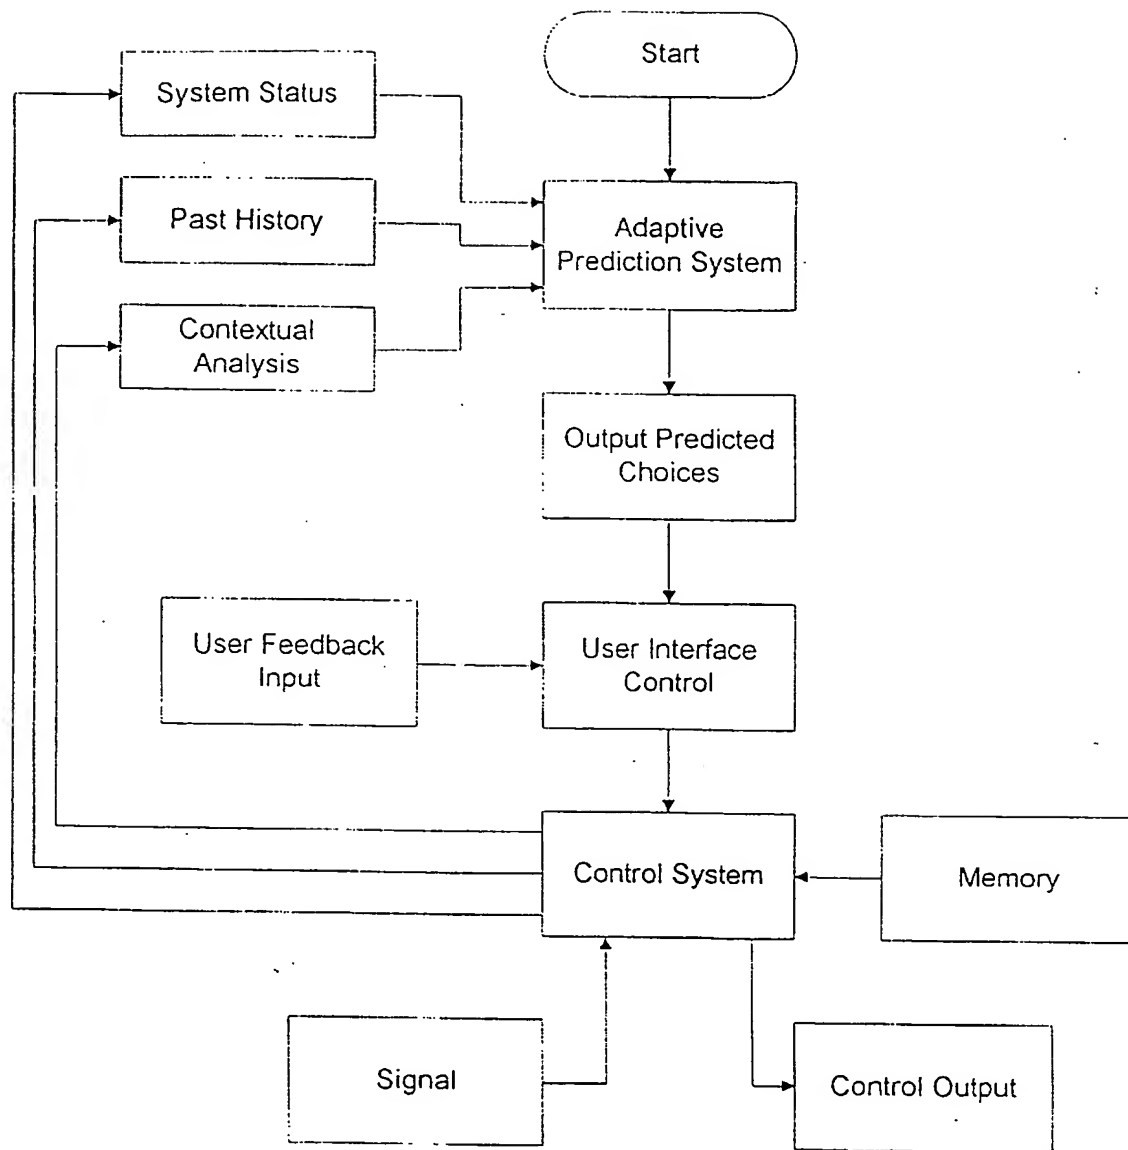 Start
System Status
Past History
Adaptive
Prediction System
Contextual
Analysis
Output Predicted
Choices
User Feedback
Input
User Interface
Control
Control System
Memory
Signal
Control Output